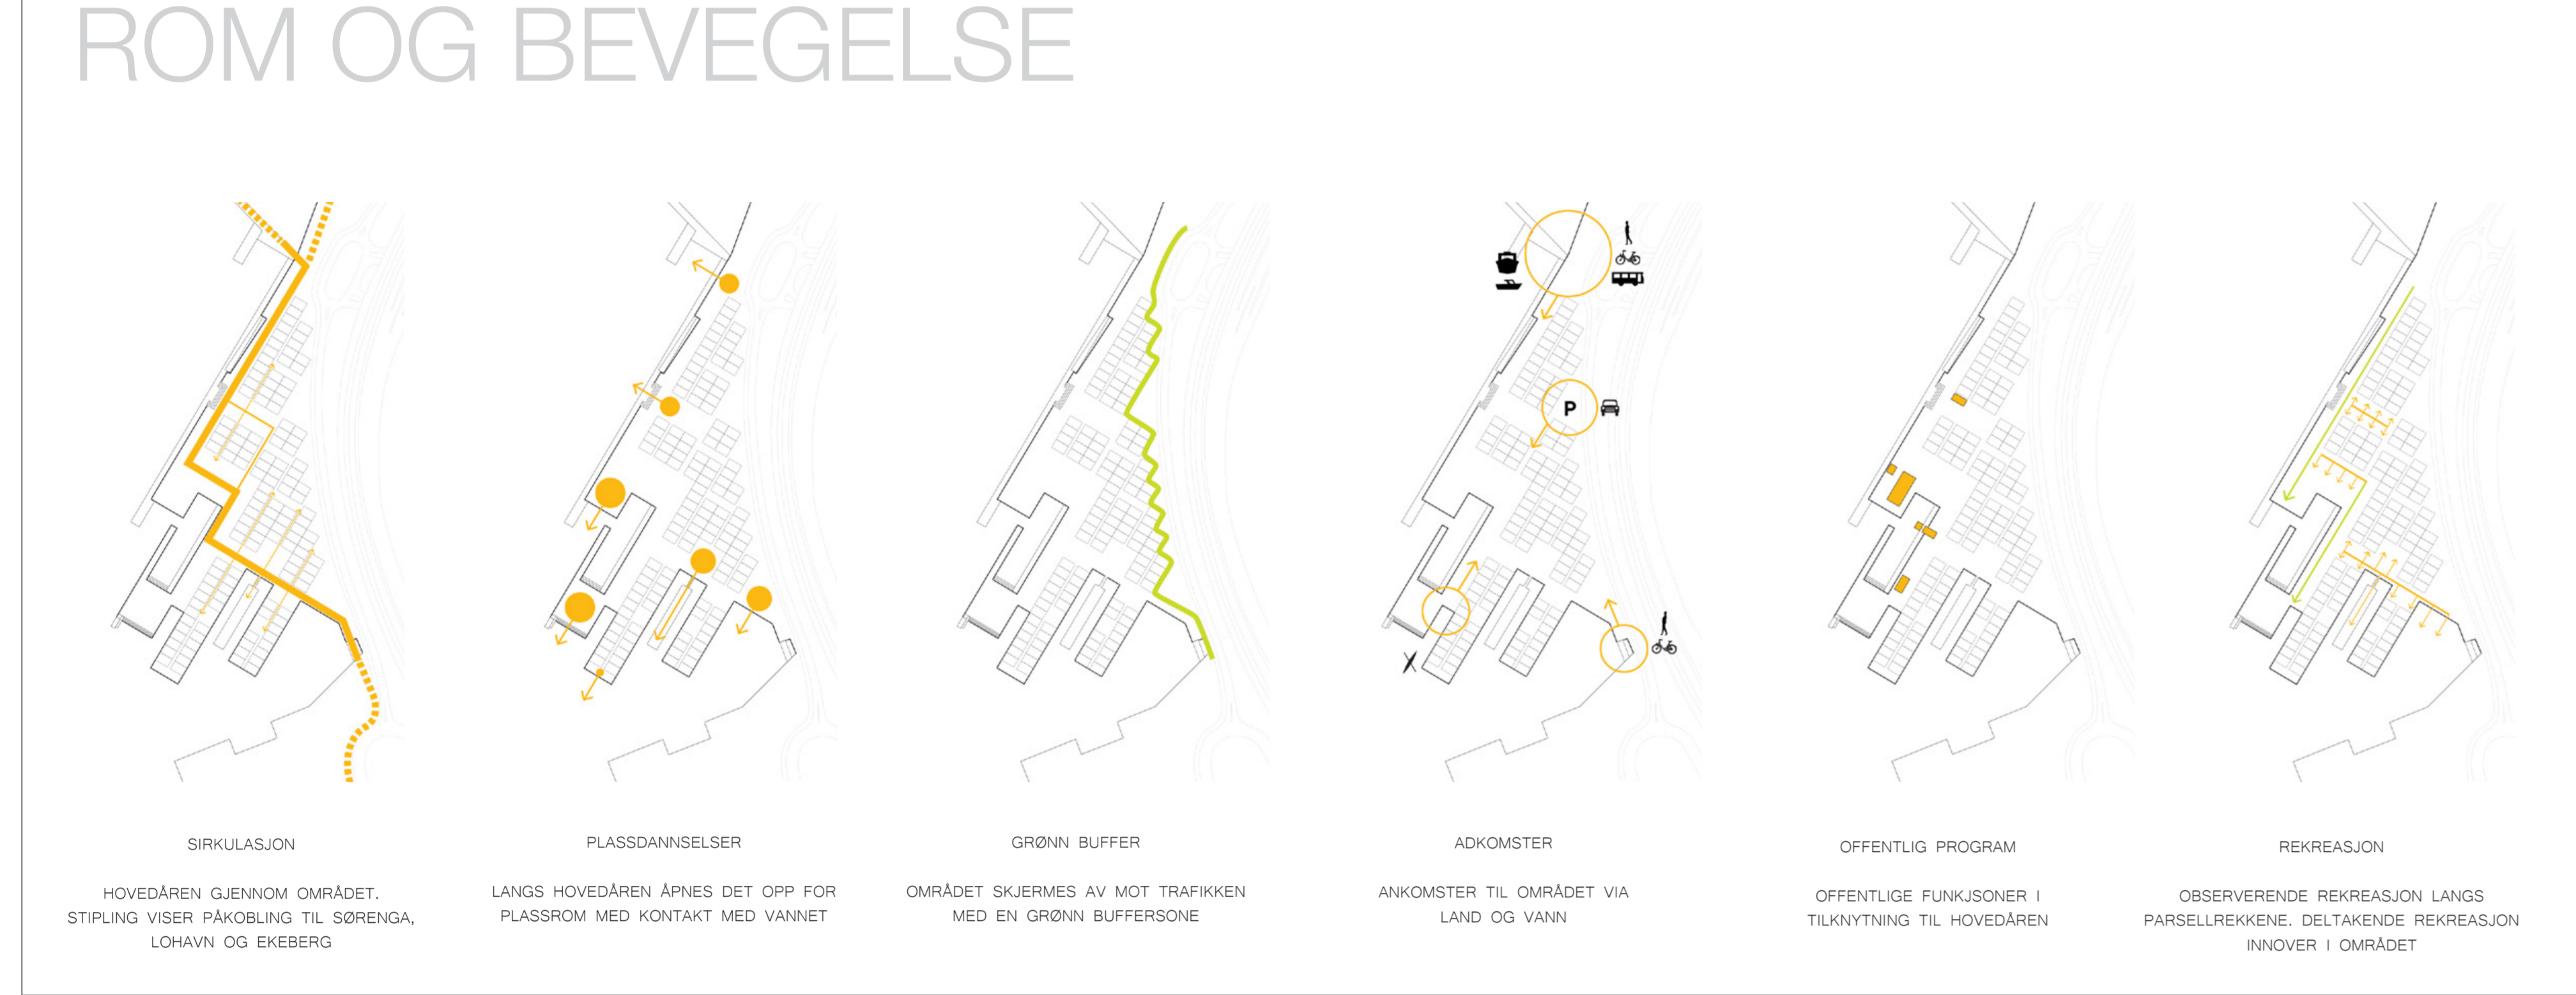 ROM OG BEVEGELSE
P
SIRKULASJON
HOVEDÅREN GJENNOM OMRÅDET.
STIPLING VISER PÅKOBLING TIL SØRENGA,
LOHAVN OG EKEBERG
PLASSDANNSELSER
LANGS HOVEDÅREN ÅPNES DET OPP FOR
PLASSROM MED KONTAKT MED VANNET
GRØNN BUFFER
OMRÅDET SKJERMES AV MOT TRAFIKKEN
MED EN GRØNN BUFFERSONE
ADKOMSTER
ANKOMSTER TIL OMRÅDET VIA
LAND OG VANN
OFFENTLIG PROGRAM
OFFENTLIGE FUNKJSONER I
TILKNYTNING TIL HOVEDÅREN
REKREASJON
OBSERVERENDE REKREASJON LANGS
PARSELLREKKENE. DELTAKENDE REKREASJON
INNOVER I OMRÅDET